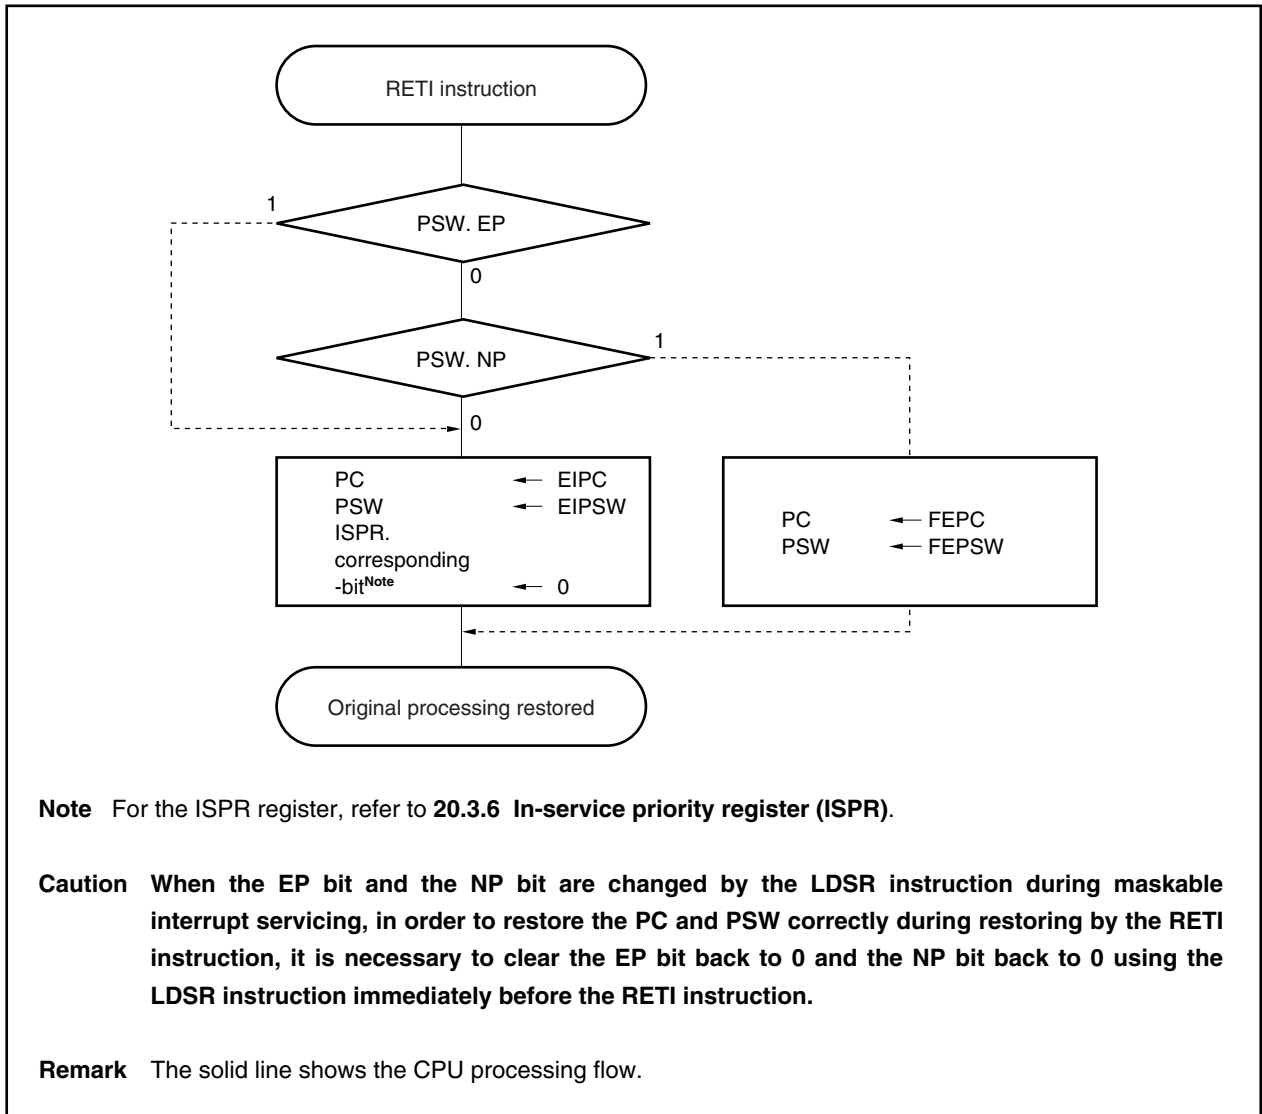 RETI instruction
1
PSW. EP
0
PSW. NP
1
0
PC ← EIPC
PSW ← EIPSW
ISPR.
corresponding
-bitNote ← 0
PC ← FEPC
PSW ← FEPSW
Original processing restored
Note For the ISPR register, refer to 20.3.6 In-service priority register (ISPR).
Caution When the EP bit and the NP bit are changed by the LDSR instruction during maskable
interrupt servicing, in order to restore the PC and PSW correctly during restoring by the RETI
instruction, it is necessary to clear the EP bit back to 0 and the NP bit back to 0 using the
LDSR instruction immediately before the RETI instruction.
Remark The solid line shows the CPU processing flow.